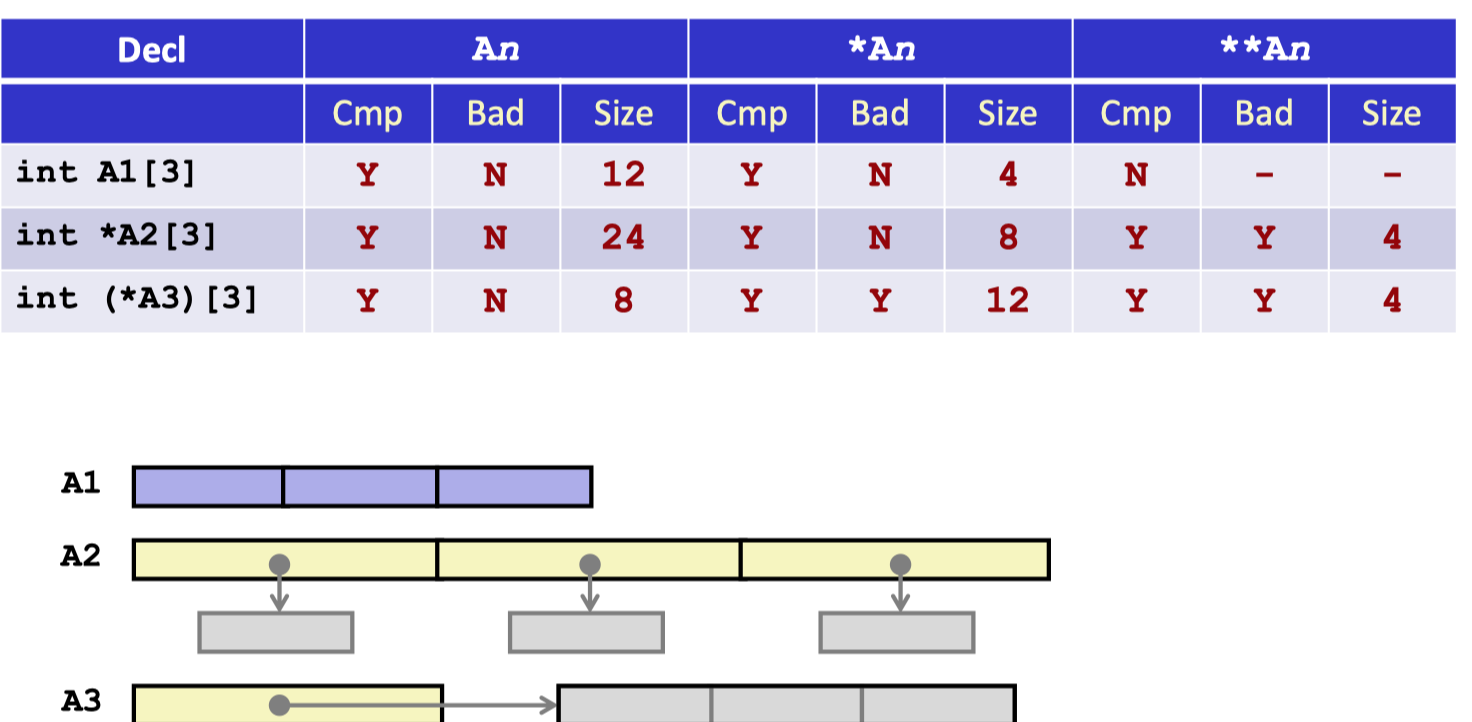 Decl An *An **An
Cmp Bad Size Cmp Bad Size Cmp Bad Size
int A1[3] Y N 12 Y N 4 N - -
int *A2[3] Y N 24 Y N 8 Y Y 4
int (*A3)[3] Y N 8 Y Y 12 Y Y 4
A1
A2
A3